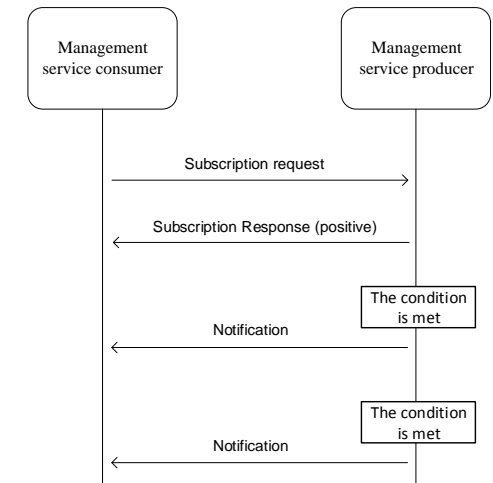 Management
service consumer
Management
service producer
Subscription request
Subscription Response (positive)
The condition
is met
Notification
The condition
is met
Notification